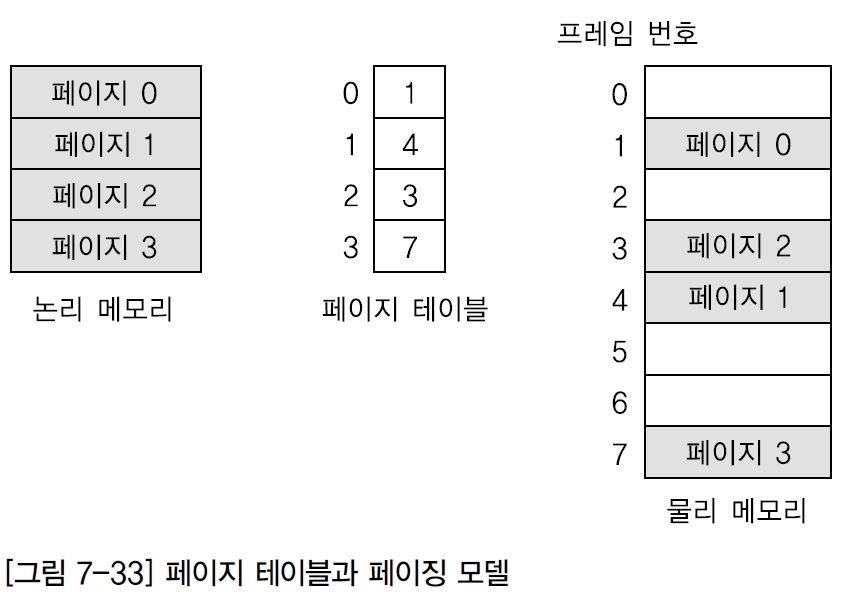 프레임 번호
페이지 0
페이지 1
페이지 2
페이지 3
논리 메모리
0 1
1 4
2 3
3 7
페이지 테이블
0
1 페이지 0
2
3 페이지 2
4 페이지 1
5
6
7 페이지 3
물리 메모리
[그림 7-33] 페이지 테이블과 페이징 모델